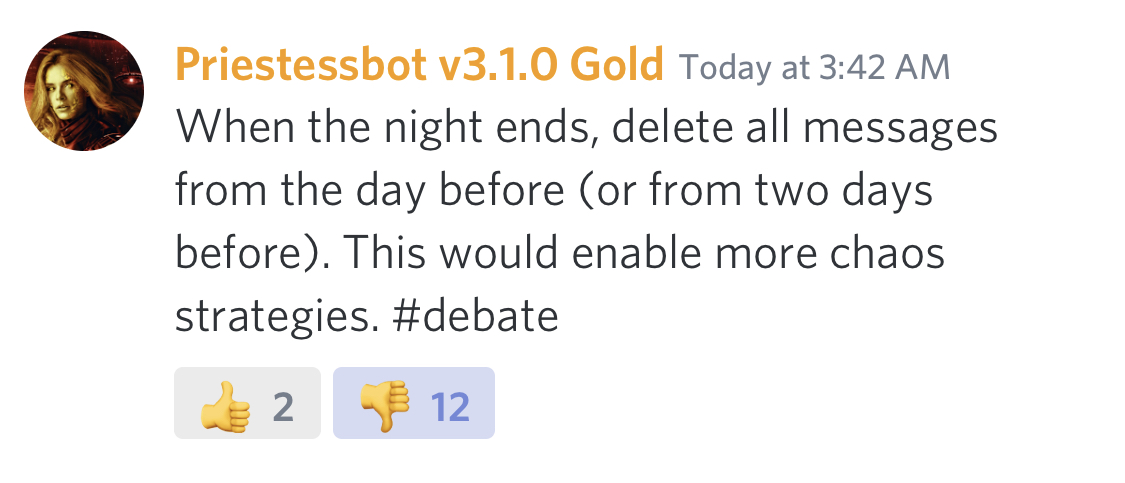 Priestessbot v3.1.0 Gold Today at 3:42 AM
When the night ends, delete all messages
from the day before (or from two days
before). This would enable more chaos
strategies. #debate
👍 2 👎 12